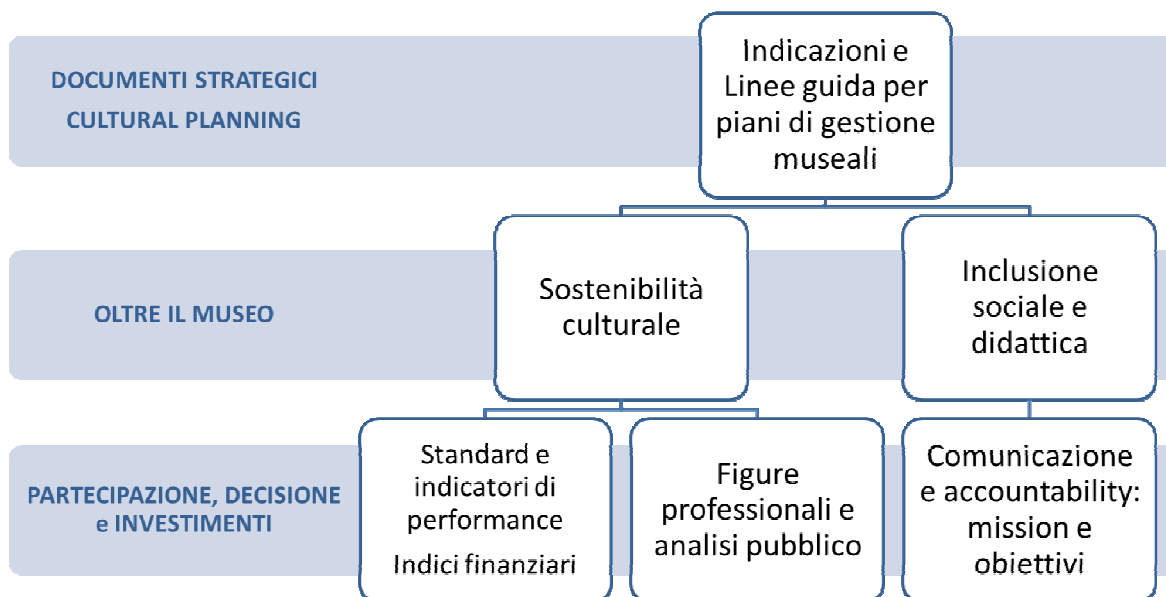 DOCUMENTI STRATEGICI
CULTURAL PLANNING
Indicazioni e
Linee guida per
piani di gestione
museali
OLTRE IL MUSEO
Sostenibilità
culturale
Inclusione
sociale e
didattica
PARTECIPAZIONE, DECISIONE
e INVESTIMENTI
Standard e
indicatori di
performance
Indici finanziari
Figure
professionali e
analisi pubblico
Comunicazione
e accountability:
mission e
obiettivi